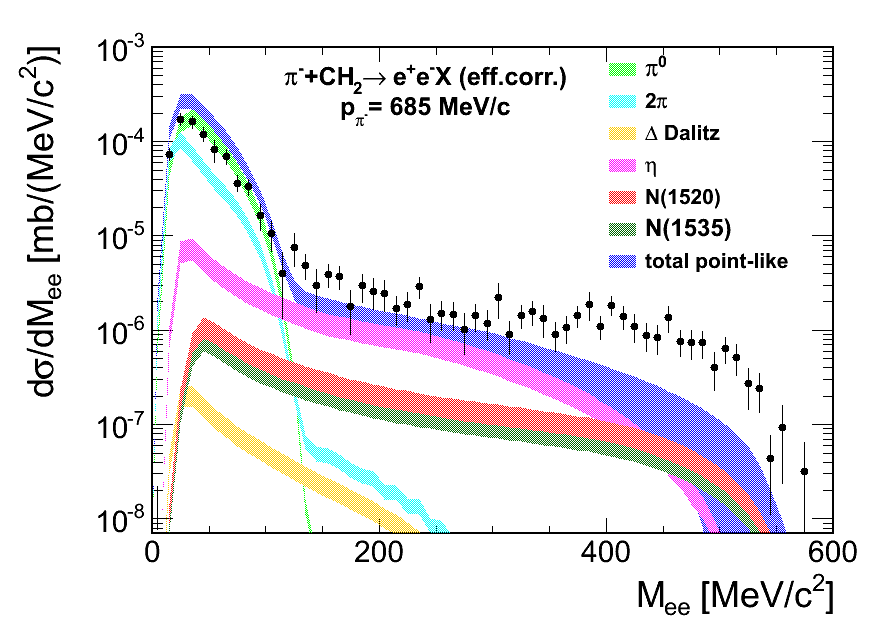 π⁻+CH₂→ e⁺e⁻X (eff.corr.)
p_π⁻= 685 MeV/c
π⁰
2π
Δ Dalitz
η
N(1520)
N(1535)
total point-like
dσ/dM_ee [mb/(MeV/c²)]
10⁻³
10⁻⁴
10⁻⁵
10⁻⁶
10⁻⁷
10⁻⁸
0 200 400 600
M_ee [MeV/c²]